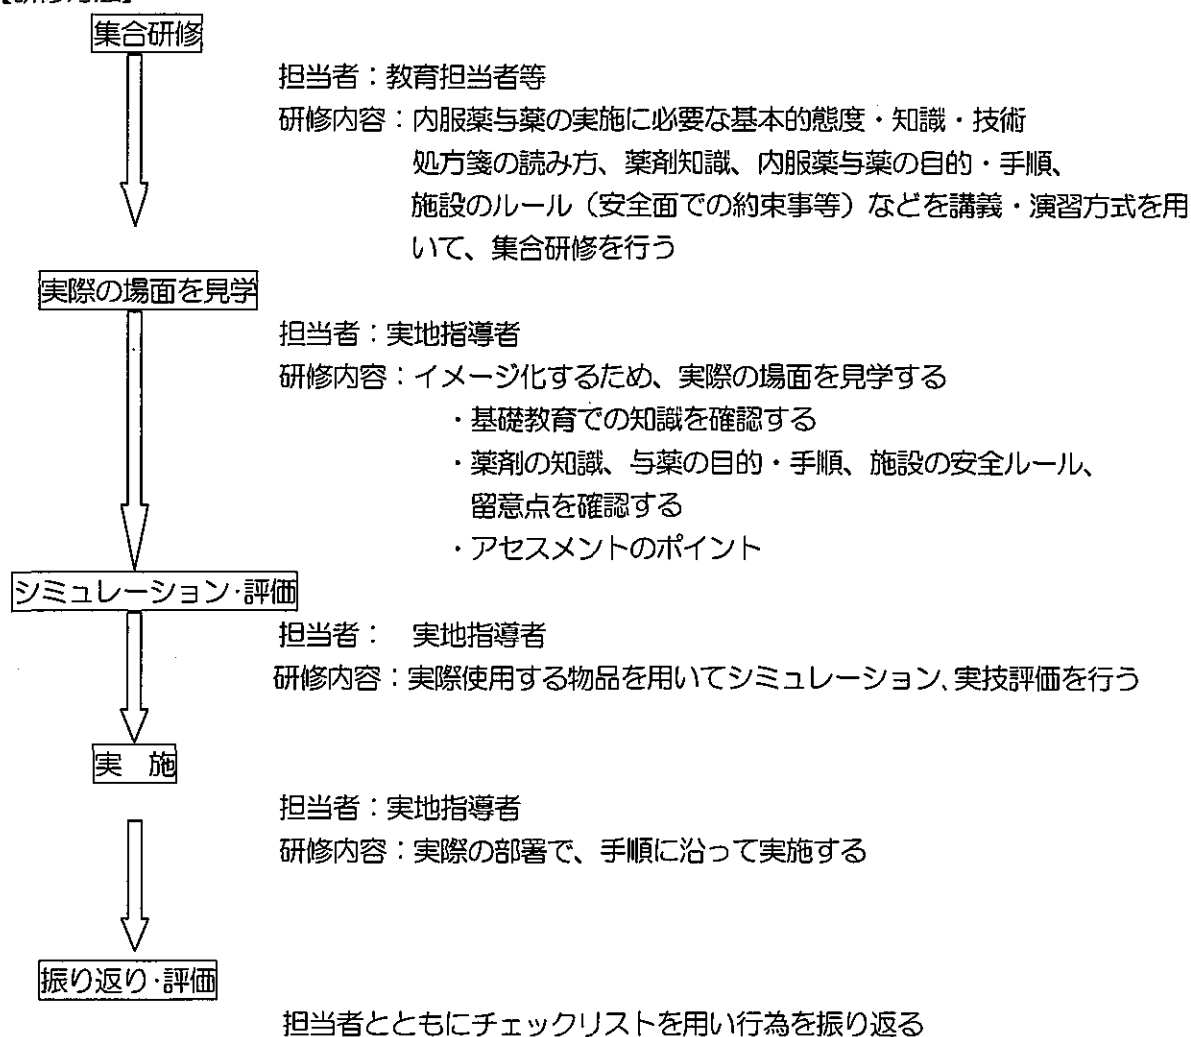 集合研修
担当者：教育担当者等
研修内容：内服薬与薬の実施に必要な基本的態度・知識・技術
処方箋の読み方、薬剤知識、内服薬与薬の目的・手順、
施設のルール（安全面での約束事等）などを講義・演習方式を用
いて、集合研修を行う
実際の場面を見学
担当者：実地指導者
研修内容：イメージ化するため、実際の場面を見学する
・基礎教育での知識を確認する
・薬剤の知識、与薬の目的・手順、施設の安全ルール、
留意点を確認する
・アセスメントのポイント
シミュレーション・評価
担当者：　実地指導者
研修内容：実際使用する物品を用いてシミュレーション、実技評価を行う
実　施
担当者：実地指導者
研修内容：実際の部署で、手順に沿って実施する
振り返り・評価
担当者とともにチェックリストを用い行為を振り返る